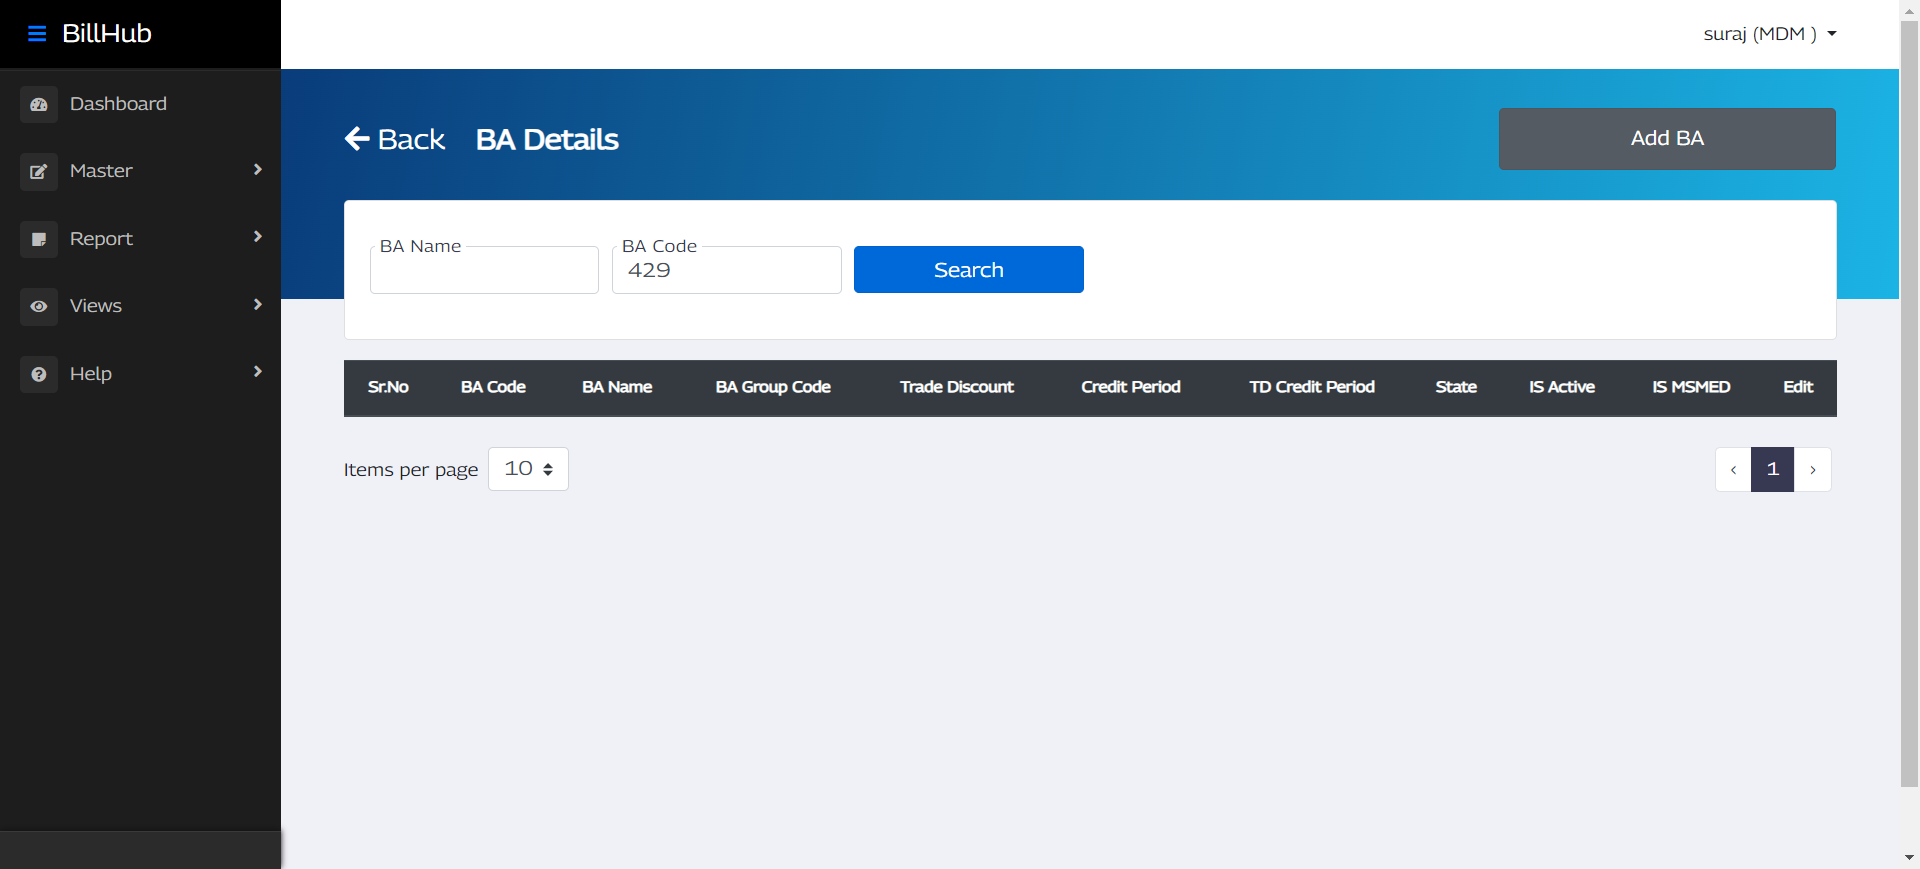 BillHub
suraj (MDM )
Dashboard
Master
Report
Views
Help
Back BA Details
Add BA
BA Name
BA Code
429
Search
Sr.No BA Code BA Name BA Group Code Trade Discount Credit Period TD Credit Period State IS Active IS MSMED Edit
Items per page 10
‹ 1 ›